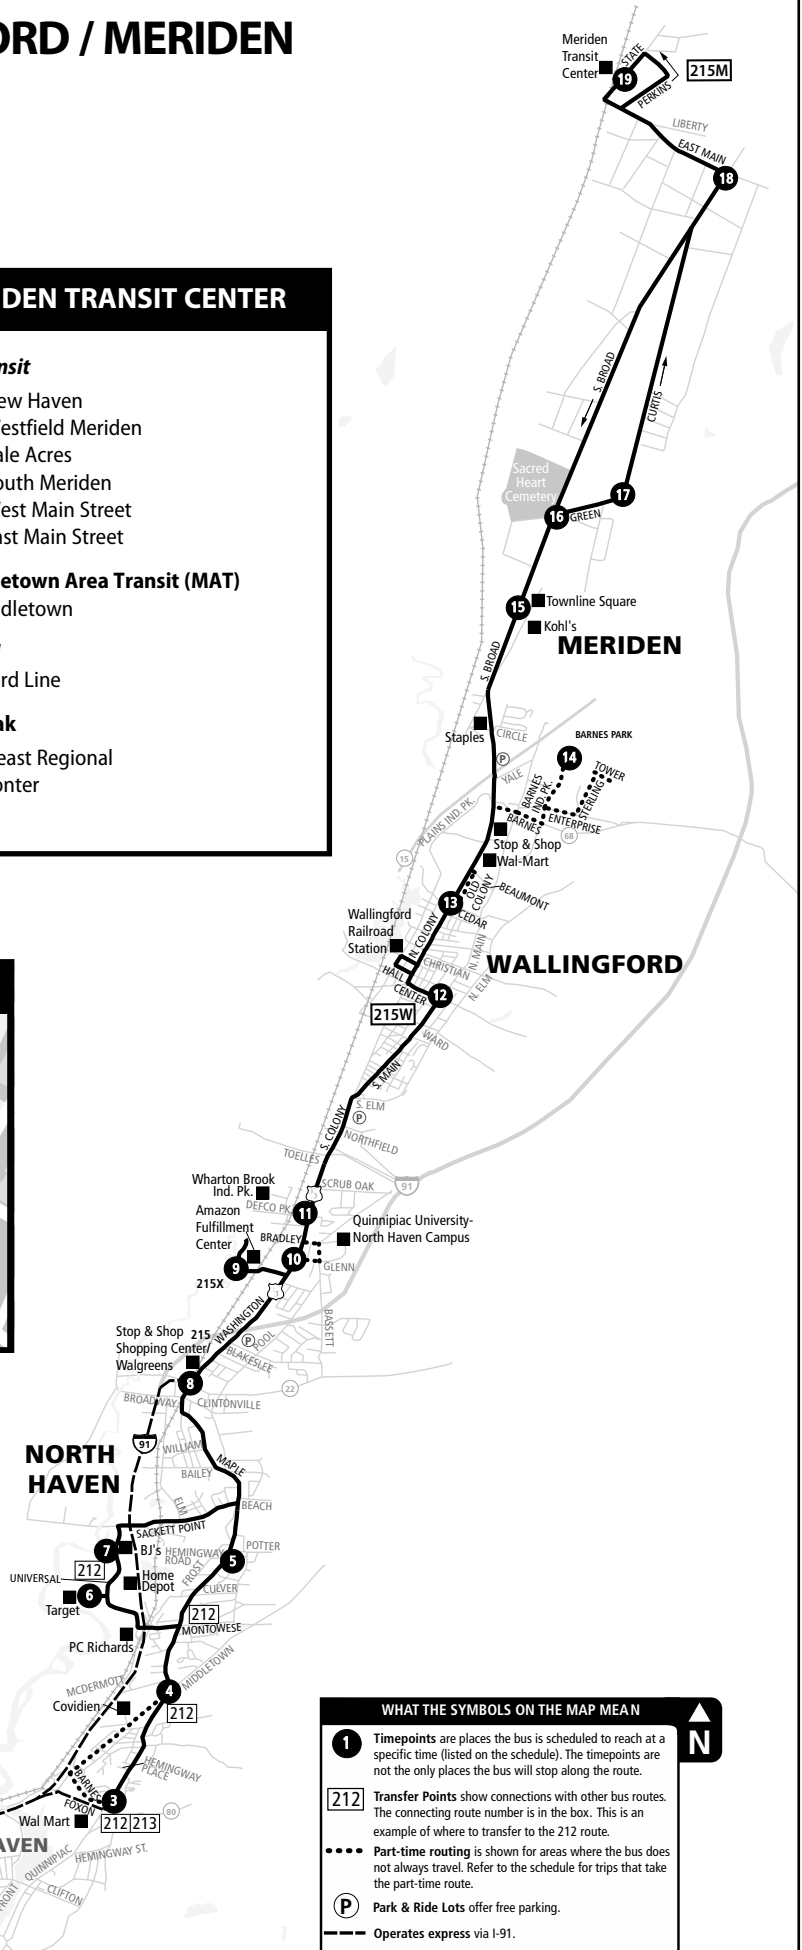 ORD / MERIDEN
Meriden
Transit
Center
19
STATE
PERKINS
215M
LIBERTY
EAST MAIN
18
DEN TRANSIT CENTER
nsit
ew Haven
Vestfield Meriden
ale Acres
outh Meriden
Vest Main Street
ast Main Street
etown Area Transit (MAT)
dletown
rd Line
ak
east Regional
onter
S. BROAD
CURTIS
Sacred
Heart
Cemetery
17
16
GREEN
15
Townline Square
Kohl's
MERIDEN
S. BROAD
Staples
CIRCLE
P
YALE
BARNES PARK
14
TOWER
BARNES
IND. PK.
STERLING
PLAINS IND. PK.
BARNES
ENTERPRISE
68
Stop & Shop
Wal-Mart
15
OLD
COLONY
BEAUMONT
13
CEDAR
Wallingford
Railroad
Station
N. COLONY
N. MAIN
CHRISTIAN
WALLINGFORD
HALL
CENTER
12
N. ELM
215W
WARD
S. MAIN
S. ELM
P
S. COLONY
NORTHFIELD
TOELLES
91
SCRUB OAK
Wharton Brook
Ind. Pk.
DEFCO PK.
11
Amazon
Fulfillment
Center
BRADLEY
Quinnipiac University-
North Haven Campus
10
GLENN
9
215X
WASHINGTON
BASSETT
P
POOL
BLAKESLEE
Stop & Shop
Shopping Center/
Walgreens
215
8
22
BROADWAY
CLINTONVILLE
91
WILLIAM
NORTH
HAVEN
MAPLE
BAILEY
ELM
BEACH
SACKETT POINT
7
BJ's
HEMINGWAY
ROAD
POTTER
5
212
FROST
UNIVERSAL
Home
Depot
CULVER
6
Target
212
MONTOWESE
PC Richards
MIDDLETOWN
MCDERMOTT
4
Covidien
212
HEMINGWAY
PLACE
BARNES
FOXON
3
Wal Mart
212 213
80
AVEN
QUINNIPIAC
HEMINGWAY ST.
FRONT
CLIFTON
WHAT THE SYMBOLS ON THE MAP MEAN
N
1
Timepoints are places the bus is scheduled to reach at a
specific time (listed on the schedule). The timepoints are
not the only places the bus will stop along the route.
212
Transfer Points show connections with other bus routes.
The connecting route number is in the box. This is an
example of where to transfer to the 212 route.
Part-time routing is shown for areas where the bus does
not always travel. Refer to the schedule for trips that take
the part-time route.
P
Park & Ride Lots offer free parking.
Operates express via I-91.